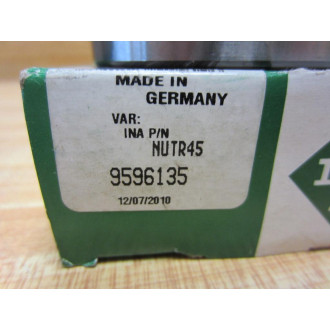 MADE IN
GERMANY
VAR:
INA P/N
NUTR45
9596135
12/07/2010